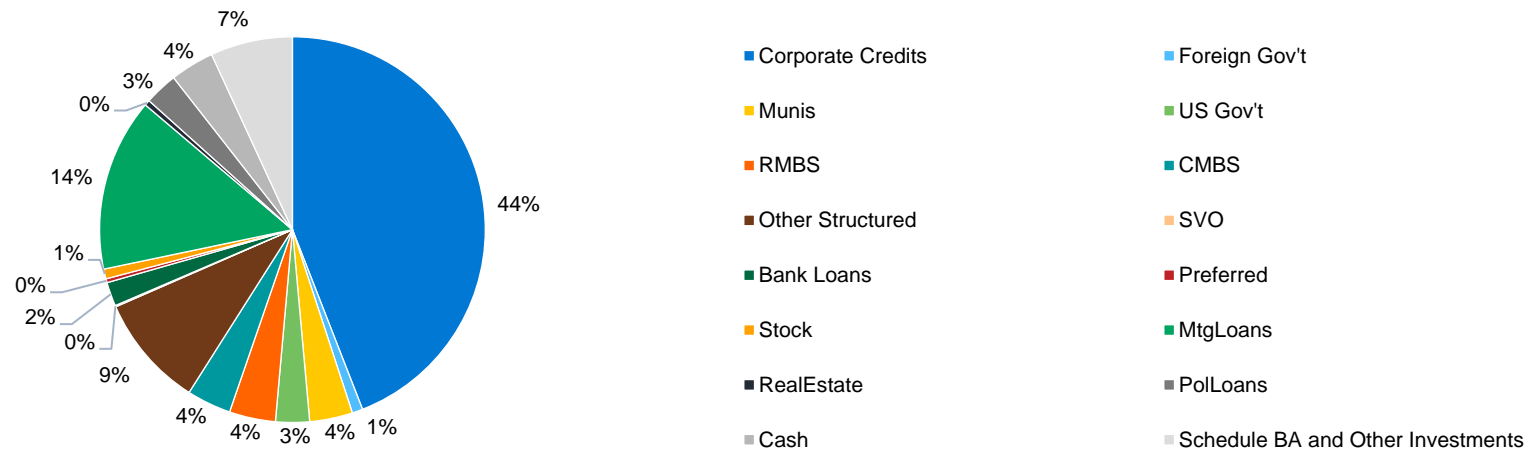 7%
4%
3%
0%
14%
1%
0%
2%
0%
9%
4%
4%
3%
4%
1%
44%
Corporate Credits
Foreign Gov't
Munis
US Gov't
RMBS
CMBS
Other Structured
SVO
Bank Loans
Preferred
Stock
MtgLoans
RealEstate
PolLoans
Cash
Schedule BA and Other Investments